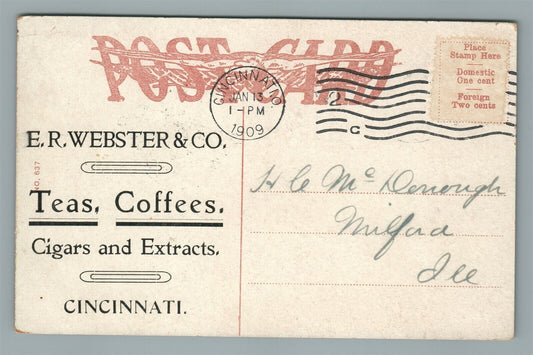 POST CARD
CINCINNATI, O.
JAN 13
1-PM
1909
2
C
Place
Stamp Here
Domestic
One cent
Foreign
Two cents
E. R. WEBSTER & CO.
Teas, Coffees,
Cigars and Extracts.
CINCINNATI.
NO. 637
H C McDonough
Milford
Ill